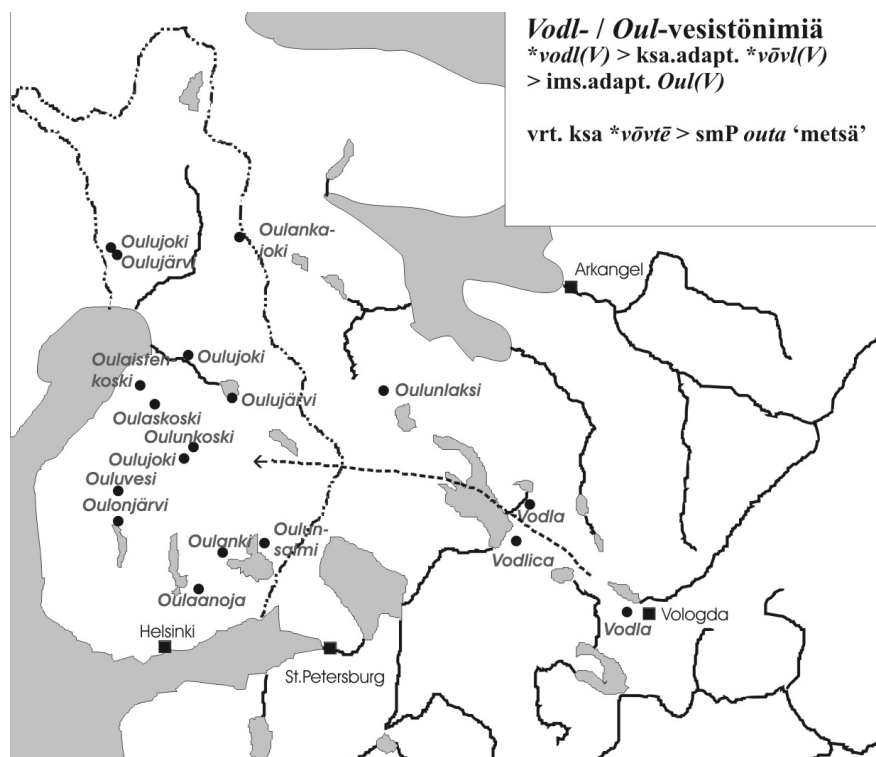 Vodl- / Oul-vesistönimiä
*vodl(V) > ksa.adapt. *vōvl(V)
> ims.adapt. Oul(V)
vrt. ksa *vōvtē > smP outa ‘metsä’
Oulujoki
Oulujärvi
Oulanka-
joki
Arkangel
Oulaisten-
koski
Oulujoki
Oulujärvi
Oulunlaksi
Oulaskoski
Oulunkoski
Oulujoki
Ouluvesi
Oulonjärvi
Vodla
Vodlica
Oulanki
Oulun-
salmi
Oulaanoja
Vodla
Vologda
Helsinki
St.Petersburg